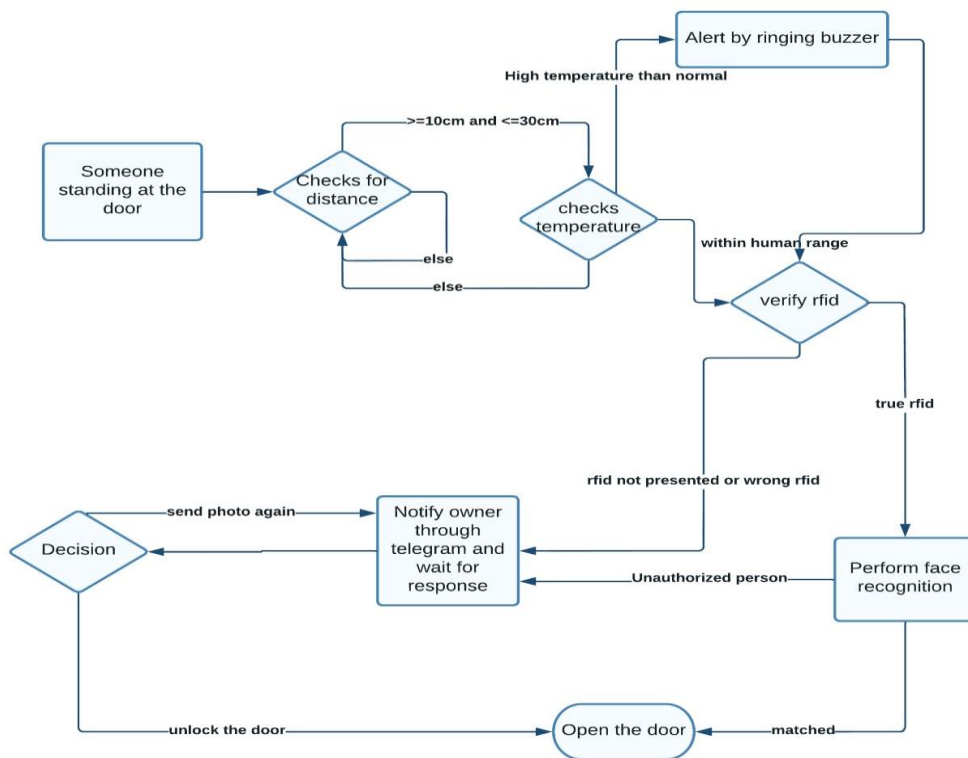 Alert by ringing buzzer
High temperature than normal
>=10cm and <=30cm
Someone
standing at the
door
Checks for
distance
checks
temperature
else
else
within human range
verify rfid
true rfid
rfid not presented or wrong rfid
send photo again
Notify owner
through
telegram and
wait for
response
Decision
Perform face
recognition
Unauthorized person
unlock the door
Open the door
matched